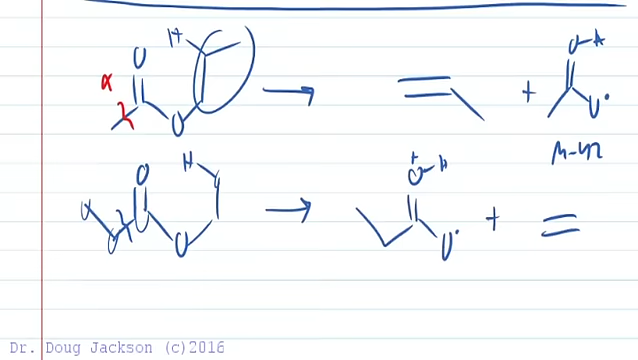 H
O
α
O
→
+
O-H
O·
M-42
H
O
O
→
+
O-H
O·
+
Dr. Doug Jackson (c)2016